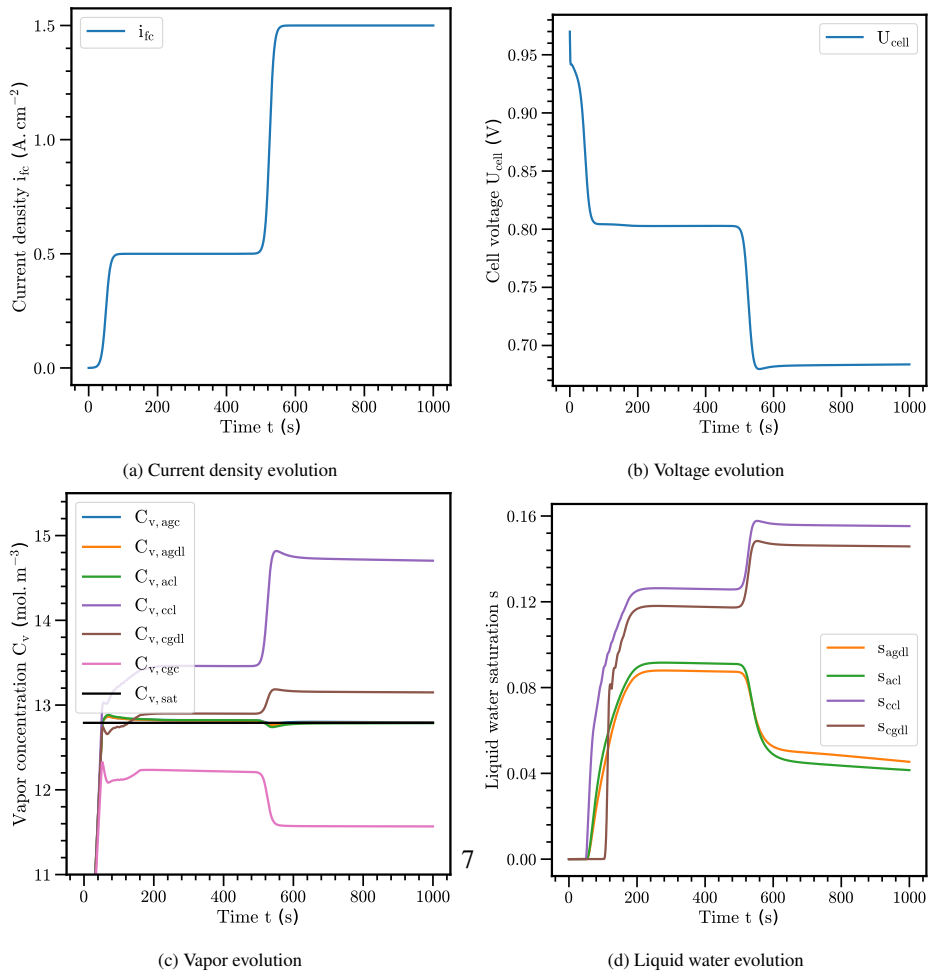 i_fc
Current density i_fc (A. cm⁻²)
1.5
1.0
0.5
0.0
0 200 400 600 800 1000
Time t (s)
(a) Current density evolution
U_cell
Cell voltage U_cell (V)
0.95
0.90
0.85
0.80
0.75
0.70
0 200 400 600 800 1000
Time t (s)
(b) Voltage evolution
C_v, agc
C_v, agdl
C_v, acl
C_v, ccl
C_v, cgdl
C_v, cgc
C_v, sat
Vapor concentration C_v (mol. m⁻³)
15
14
13
12
11
0 200 400 600 800 1000
Time t (s)
(c) Vapor evolution
7
s_agdl
s_acl
s_ccl
s_cgdl
Liquid water saturation s
0.16
0.12
0.08
0.04
0.00
0 200 400 600 800 1000
Time t (s)
(d) Liquid water evolution